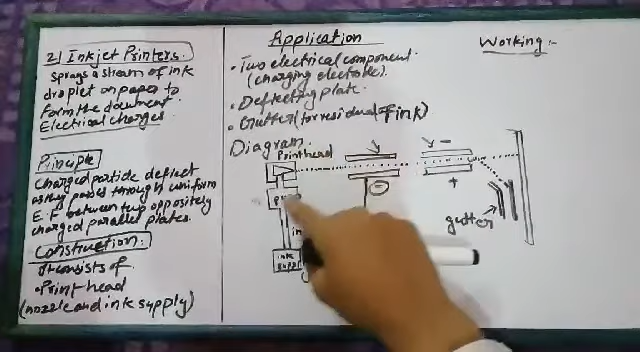 2) Inkjet Printers:
sprays a stream of ink
droplet on paper to
form the document
Electrical charges
Principle
charged particle deflect
as it passes through uniform
E.F between two oppositely
charged parallel plates.
Construction:
It consists of
Print head
(nozzle and ink supply)
Application
Two electrical component
(charging electrode).
Deflecting plate.
Gutter (for residual of ink)
Diagram.
Printhead
ink
supply
-
+
gutter
Working:-